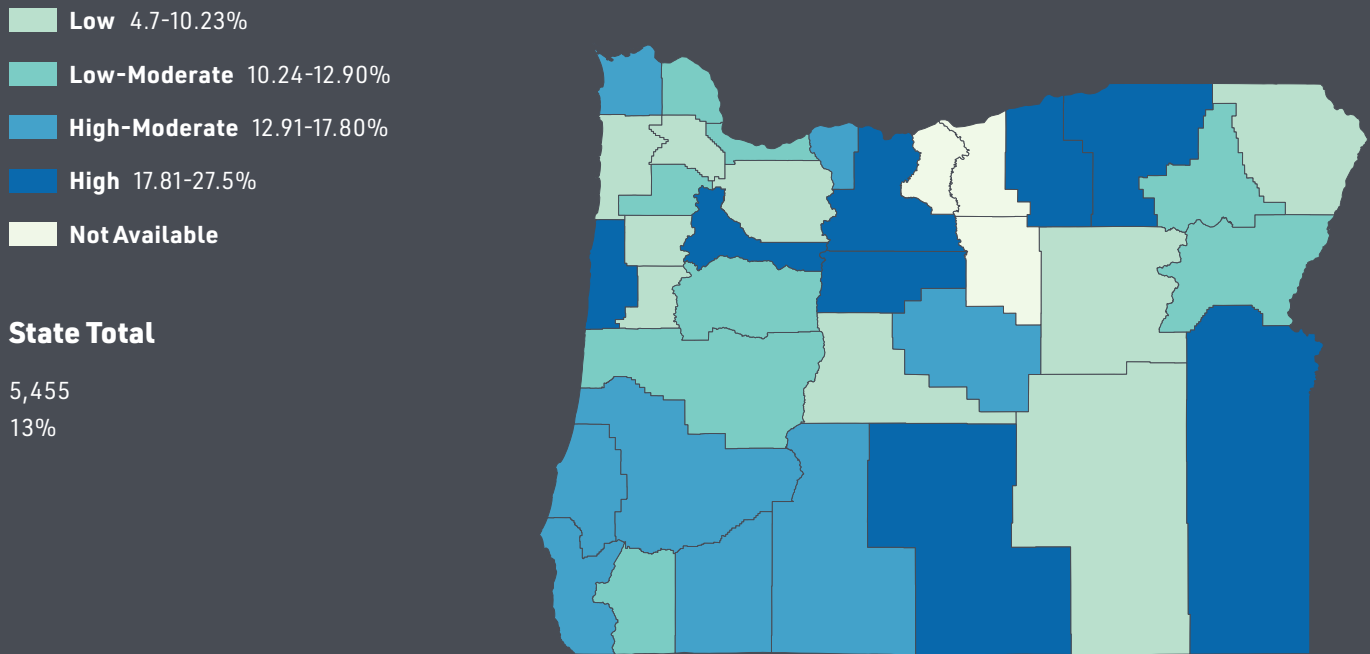 Low 4.7-10.23%
Low-Moderate 10.24-12.90%
High-Moderate 12.91-17.80%
High 17.81-27.5%
Not Available
State Total
5,455
13%